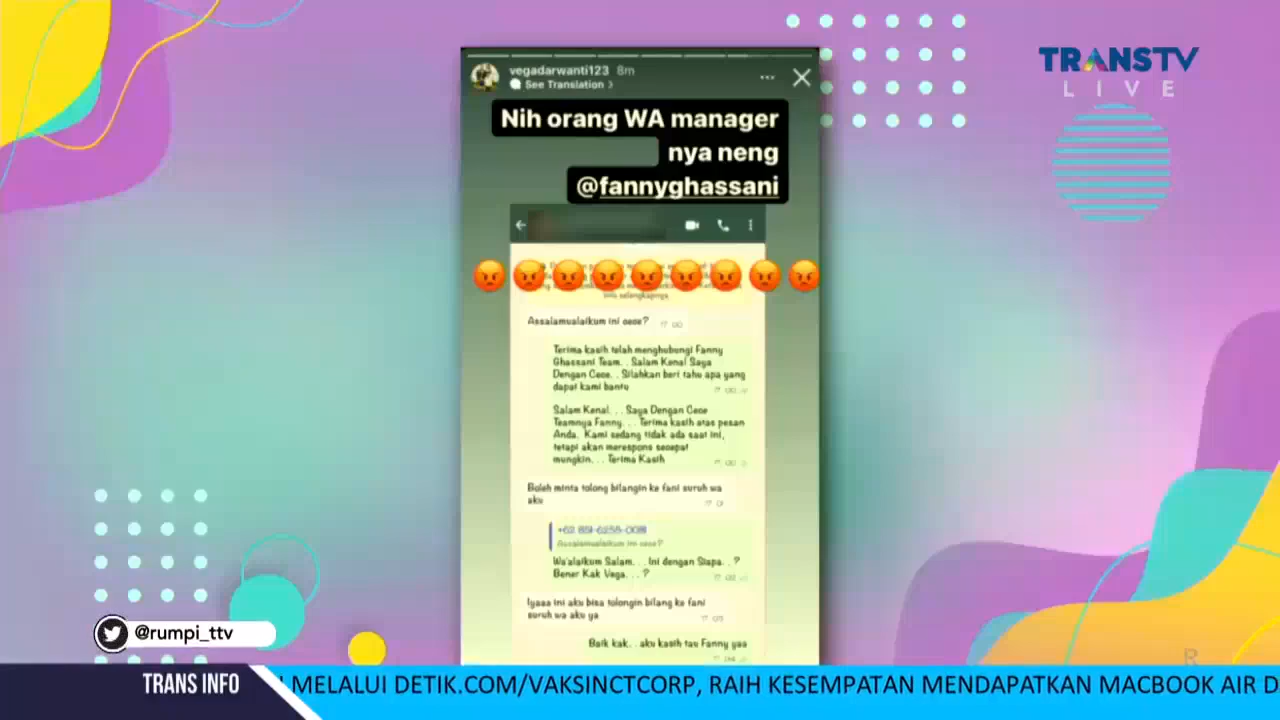 TRANSTV
LIVE
vegadarwanti123 8m
See Translation >
Nih orang WA manager
nya neng
@fannyghassani
info selengkapnya
Assalamualaikum ini cece?
Terima kasih telah menghubungi Fanny
Ghassani Team. . Salam Kenal Saya
Dengan Cece. . Silahkan beri tahu apa yang
dapat kami bantu
Salam Kenal. . . Saya Dengan Cece
Teamnya Fanny. . . Terima kasih atas pesan
Anda. Kami sedang tidak ada saat ini,
tetapi akan merespons secepat
mungkin. . . Terima Kasih
Boleh minta tolong bilangin ke fani suruh wa
aku
Assalamualaikum ini cece?
Wa'alaikum Salam. . . Ini dengan Siapa. . ?
Bener Kak Vega. . . ?
Iyaaa ini aku bisa tolongin bilang ke fani
suruh wa aku ya
Baik kak. . aku kasih tau Fanny yaa
@rumpi_ttv
R
TRANS INFO
MELALUI DETIK.COM/VAKSINCTCORP, RAIH KESEMPATAN MENDAPATKAN MACBOOK AIR D